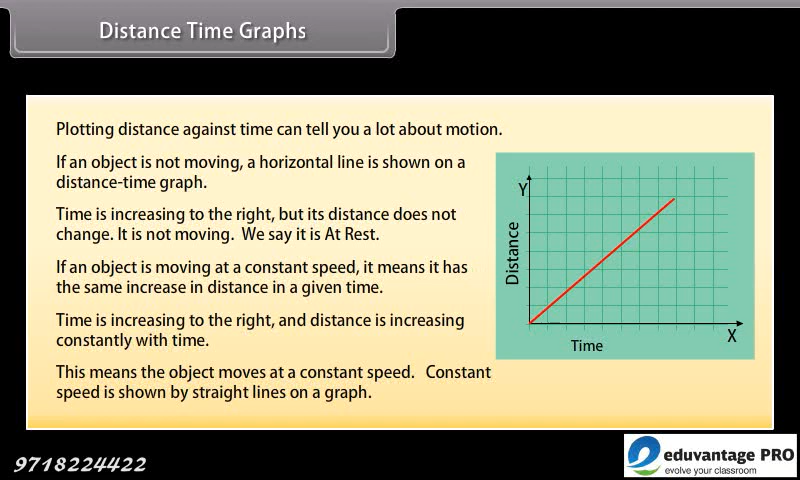 Distance Time Graphs
Plotting distance against time can tell you a lot about motion.
If an object is not moving, a horizontal line is shown on a
distance-time graph.
Time is increasing to the right, but its distance does not
change. It is not moving.  We say it is At Rest.
If an object is moving at a constant speed, it means it has
the same increase in distance in a given time.
Time is increasing to the right, and distance is increasing
constantly with time.
This means the object moves at a constant speed.   Constant
speed is shown by straight lines on a graph.
Y
Distance
X
Time
9718224422
eduvantage PRO
evolve your classroom